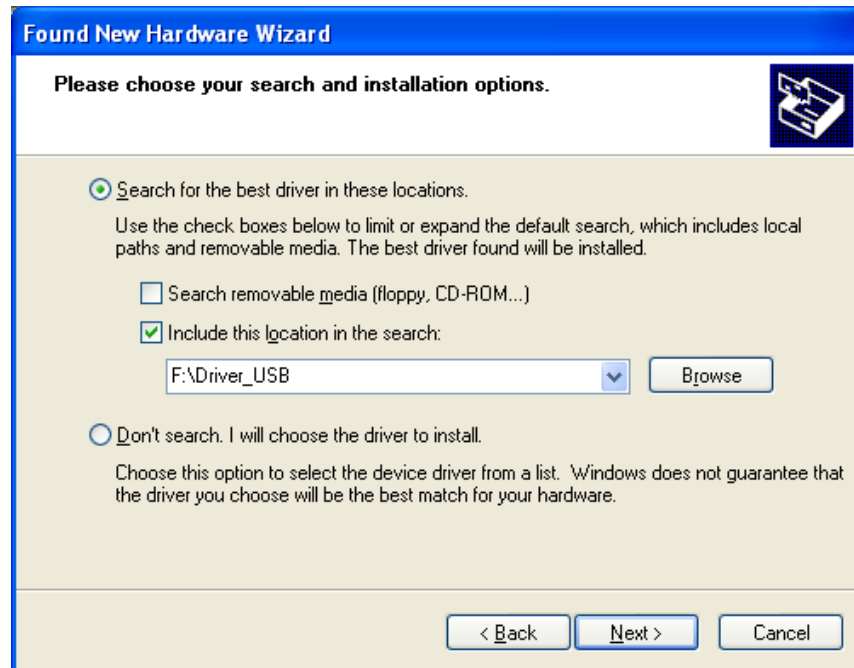 Found New Hardware Wizard
Please choose your search and installation options.
Search for the best driver in these locations.
Use the check boxes below to limit or expand the default search, which includes local
paths and removable media. The best driver found will be installed.
Search removable media (floppy, CD-ROM...)
Include this location in the search:
F:\Driver_USB
Browse
Don't search. I will choose the driver to install.
Choose this option to select the device driver from a list.  Windows does not guarantee that
the driver you choose will be the best match for your hardware.
< Back
Next >
Cancel